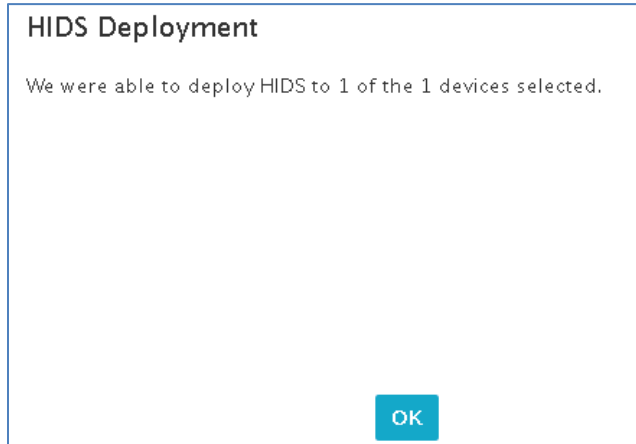 HIDS Deployment
We were able to deploy HIDS to 1 of the 1 devices selected.
OK